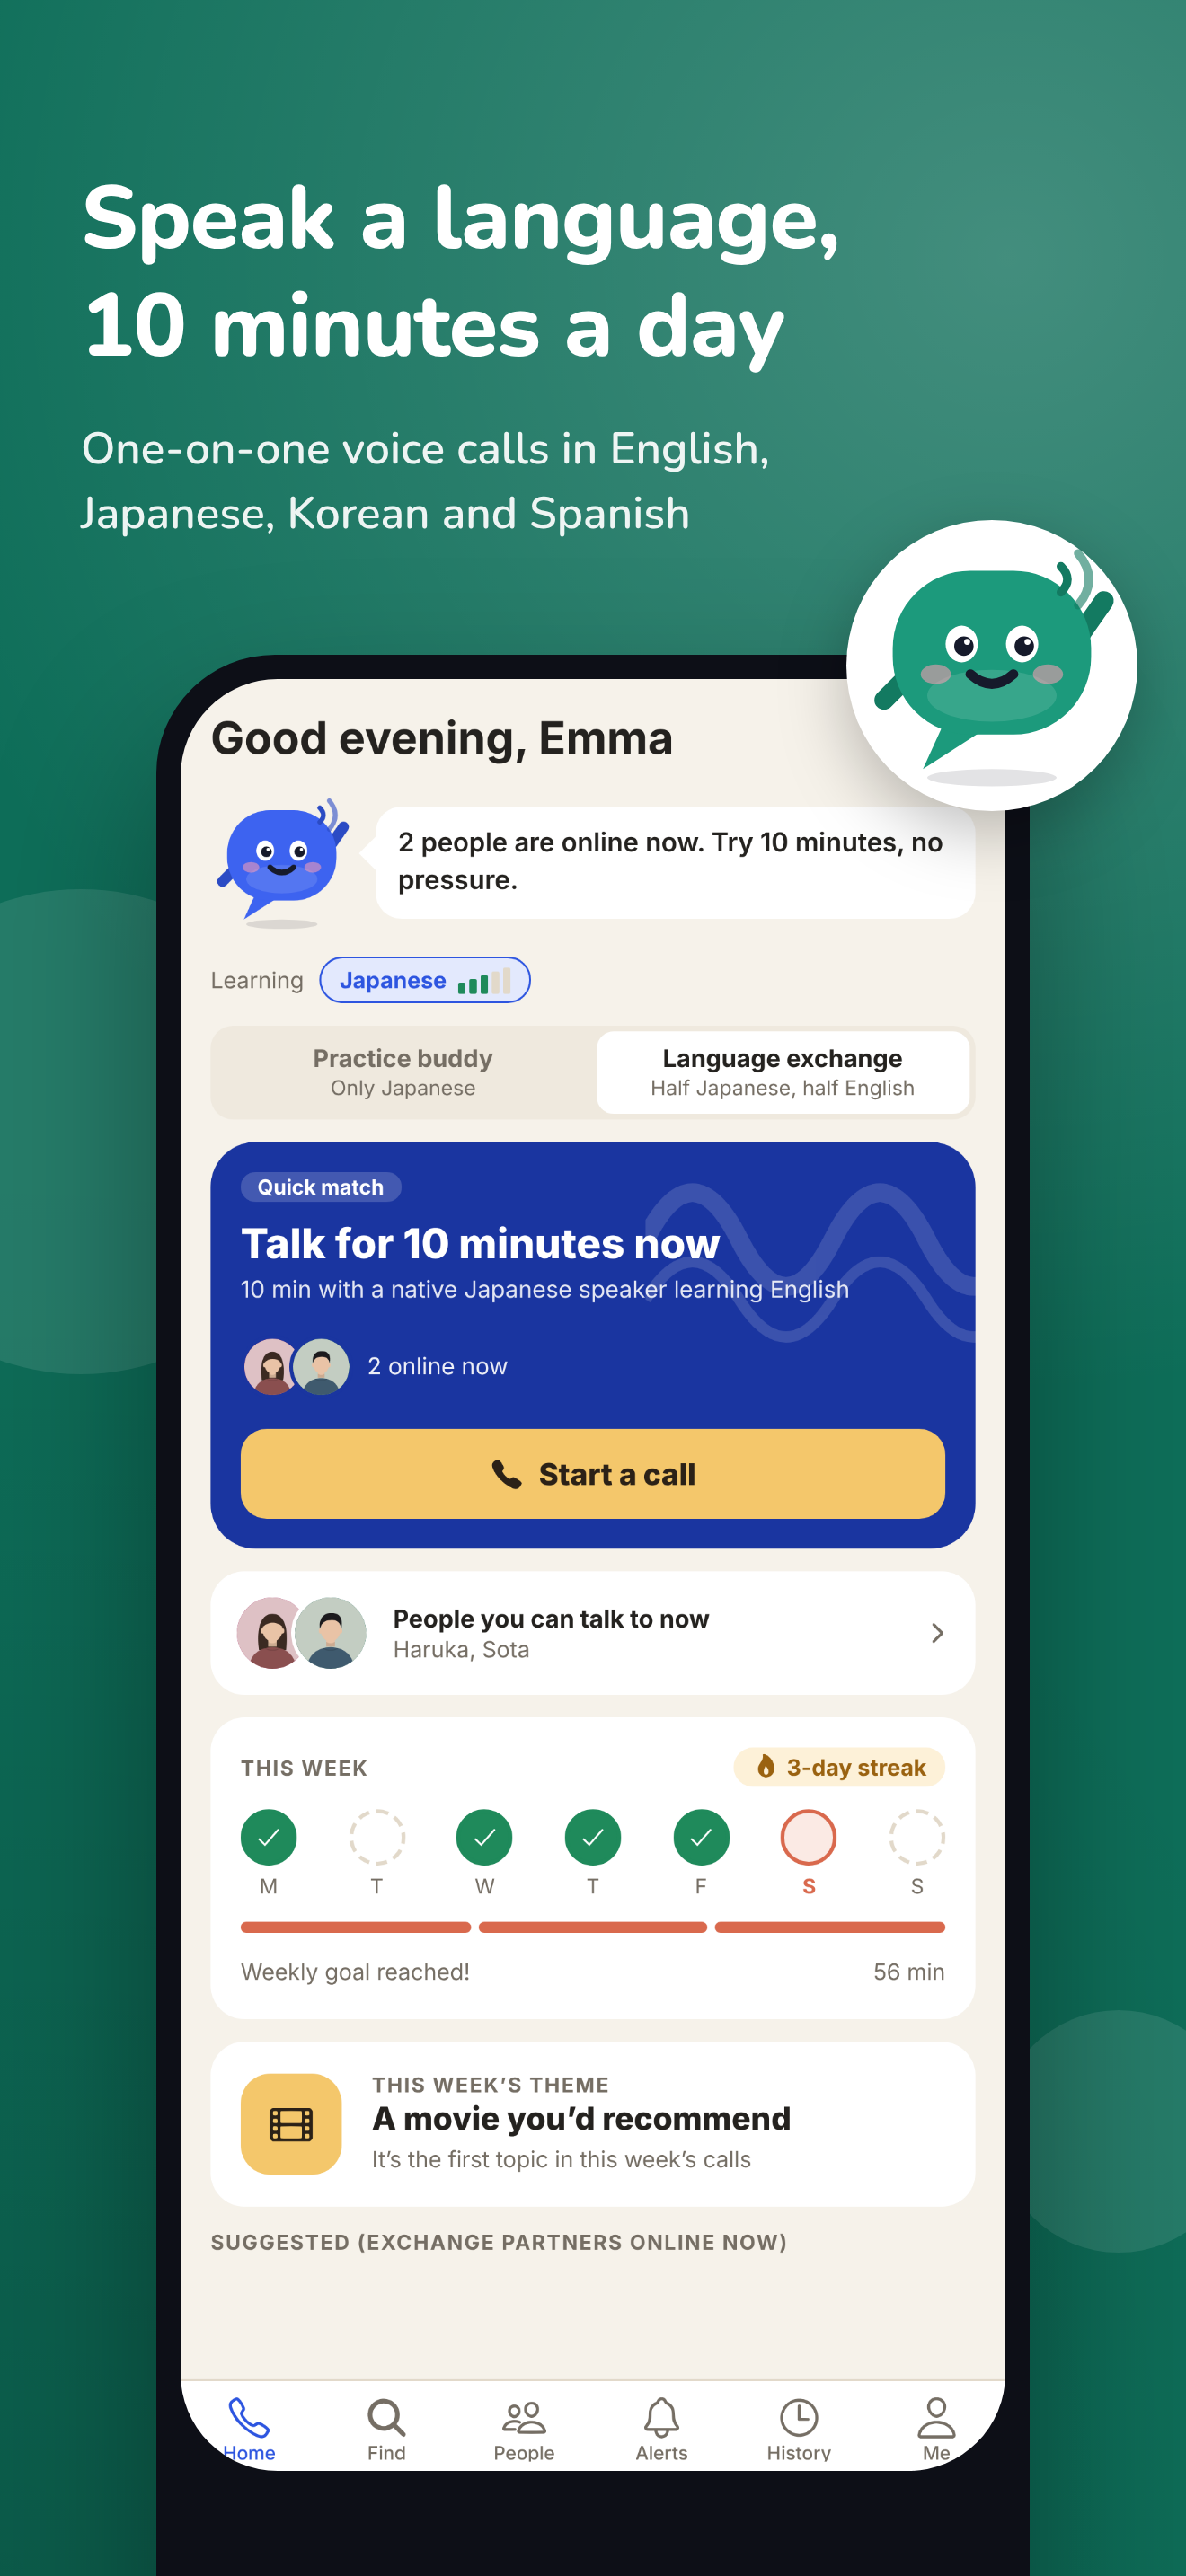 Speak a language,
10 minutes a day
One-on-one voice calls in English,
Japanese, Korean and Spanish
Good evening, Emma
2 people are online now. Try 10 minutes, no
pressure.
Learning Japanese
Practice buddy
Only Japanese
Language exchange
Half Japanese, half English
Quick match
Talk for 10 minutes now
10 min with a native Japanese speaker learning English
2 online now
Start a call
People you can talk to now
Haruka, Sota
THIS WEEK 3-day streak
M T W T F S S
Weekly goal reached! 56 min
THIS WEEK’S THEME
A movie you’d recommend
It’s the first topic in this week’s calls
SUGGESTED (EXCHANGE PARTNERS ONLINE NOW)
Home Find People Alerts History Me